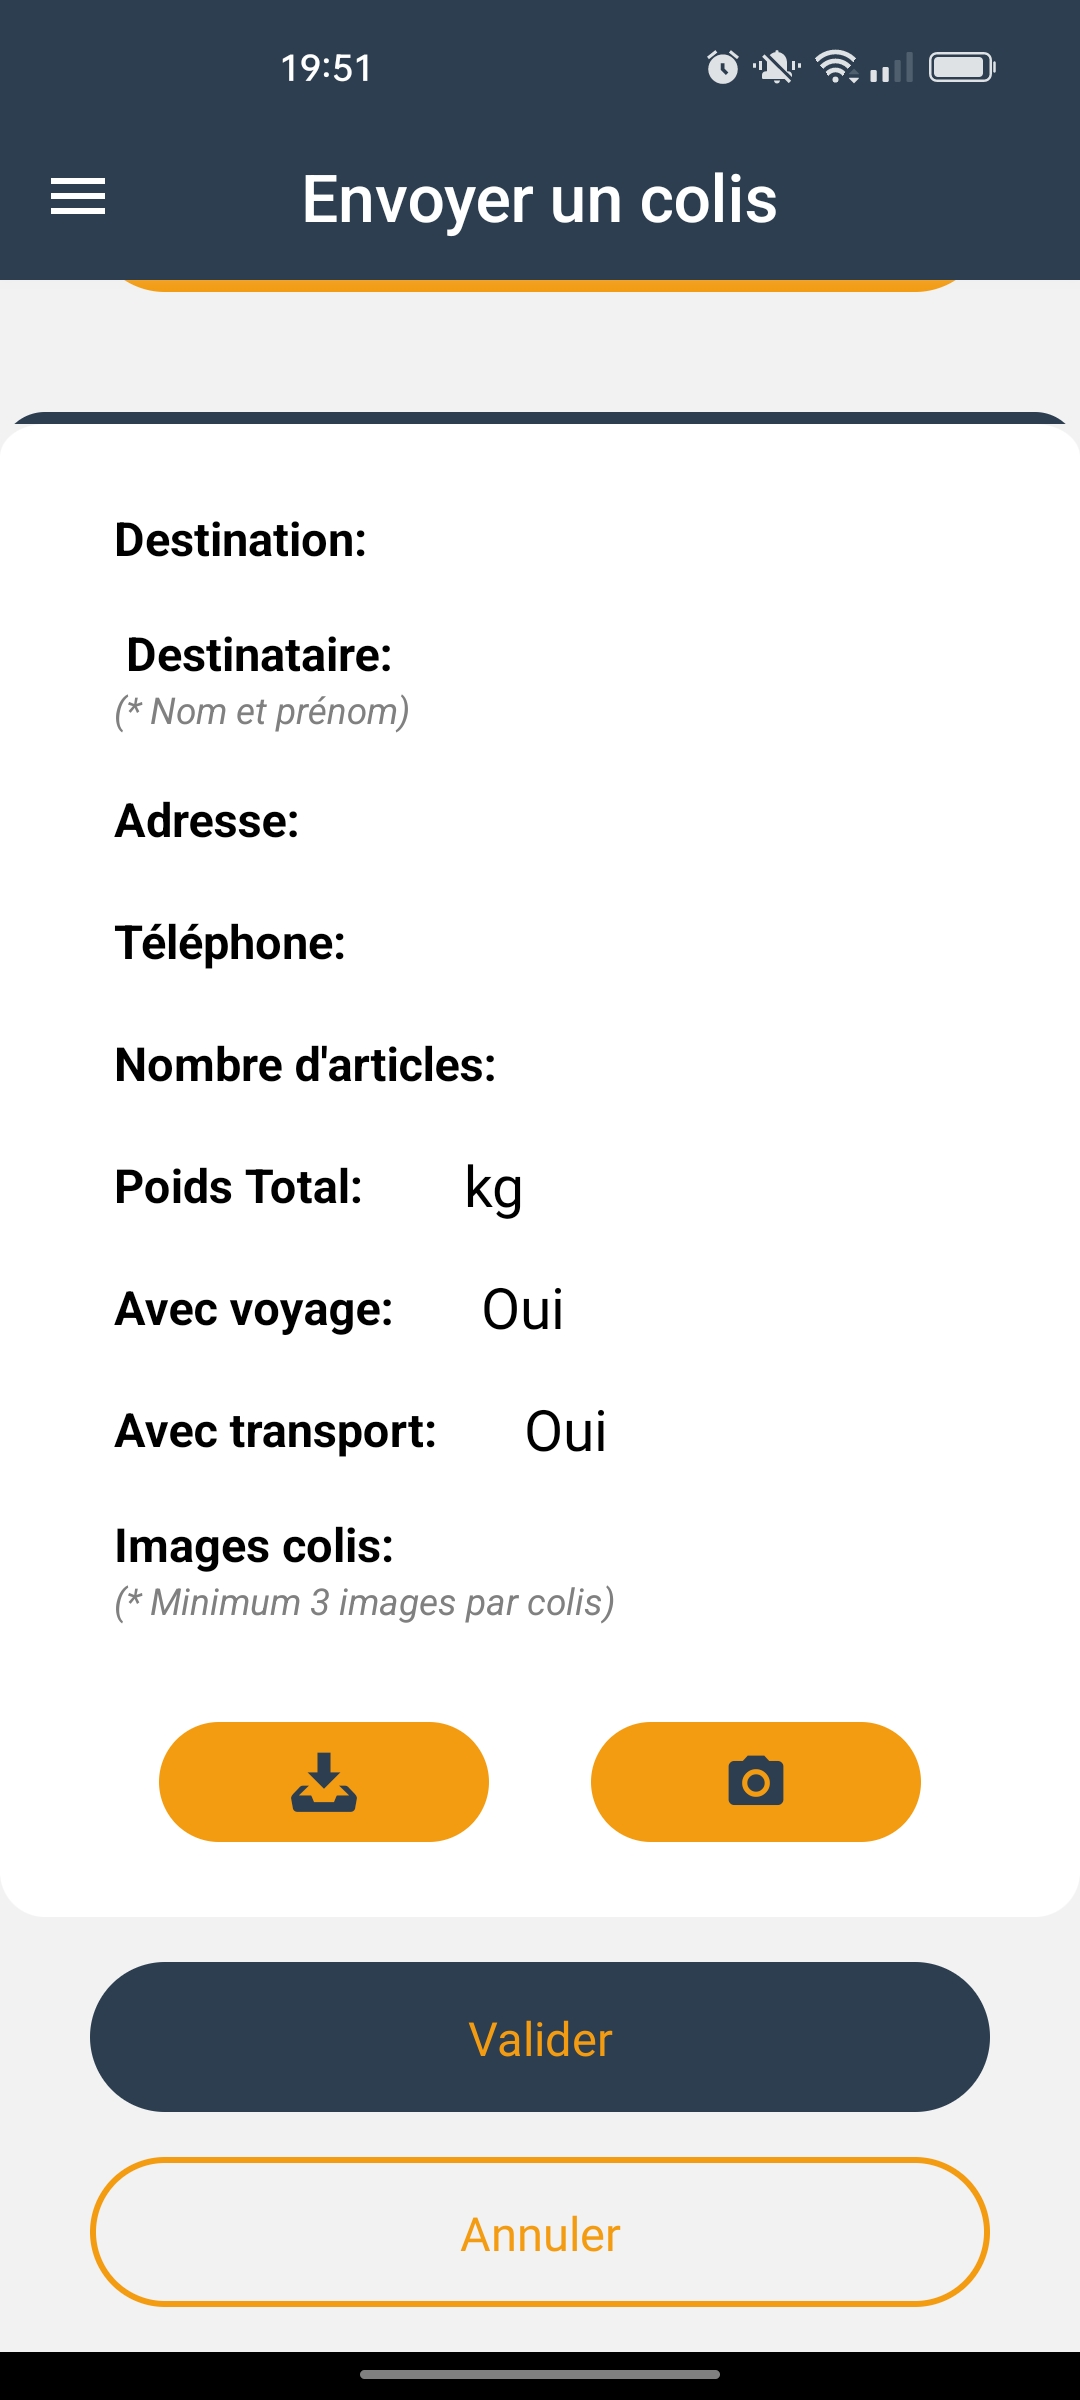 19:51
Envoyer un colis
Destination:
Destinataire:
(* Nom et prénom)
Adresse:
Téléphone:
Nombre d'articles:
Poids Total: kg
Avec voyage: Oui
Avec transport: Oui
Images colis:
(* Minimum 3 images par colis)
Valider
Annuler